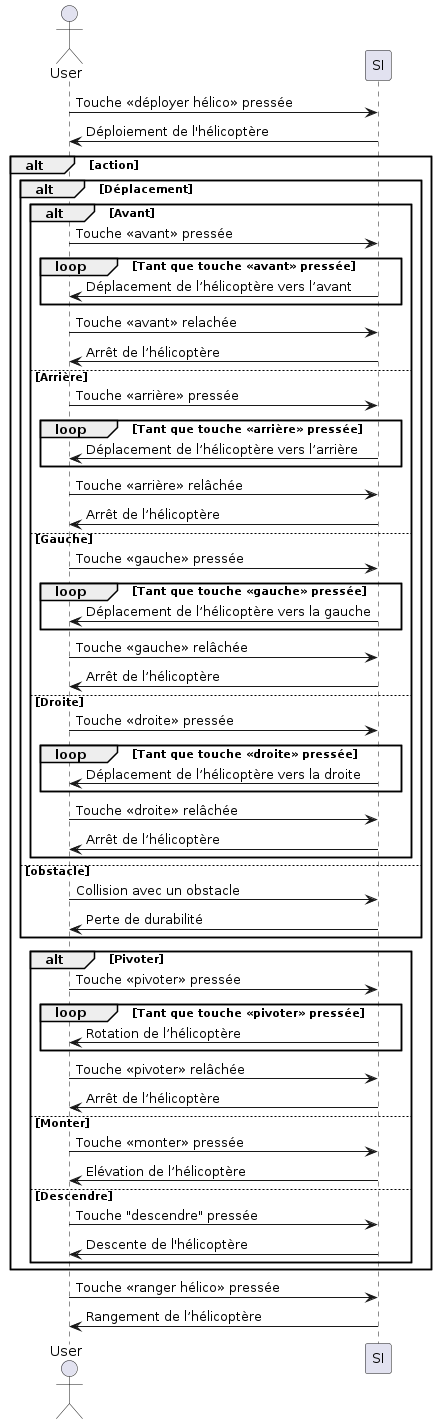 User
SI
Touche «déployer hélico» pressée
Déploiement de l'hélicoptère
alt [action]
alt [Déplacement]
alt [Avant]
Touche «avant» pressée
loop [Tant que touche «avant» pressée]
Déplacement de l’hélicoptère vers l’avant
Touche «avant» relachée
Arrêt de l’hélicoptère
[Arrière]
Touche «arrière» pressée
loop [Tant que touche «arrière» pressée]
Déplacement de l’hélicoptère vers l’arrière
Touche «arrière» relâchée
Arrêt de l’hélicoptère
[Gauche]
Touche «gauche» pressée
loop [Tant que touche «gauche» pressée]
Déplacement de l’hélicoptère vers la gauche
Touche «gauche» relâchée
Arrêt de l’hélicoptère
[Droite]
Touche «droite» pressée
loop [Tant que touche «droite» pressée]
Déplacement de l’hélicoptère vers la droite
Touche «droite» relâchée
Arrêt de l’hélicoptère
[obstacle]
Collision avec un obstacle
Perte de durabilité
alt [Pivoter]
Touche «pivoter» pressée
loop [Tant que touche «pivoter» pressée]
Rotation de l’hélicoptère
Touche «pivoter» relâchée
Arrêt de l’hélicoptère
[Monter]
Touche «monter» pressée
Elévation de l’hélicoptère
[Descendre]
Touche "descendre" pressée
Descente de l'hélicoptère
Touche «ranger hélico» pressée
Rangement de l’hélicoptère
User
SI